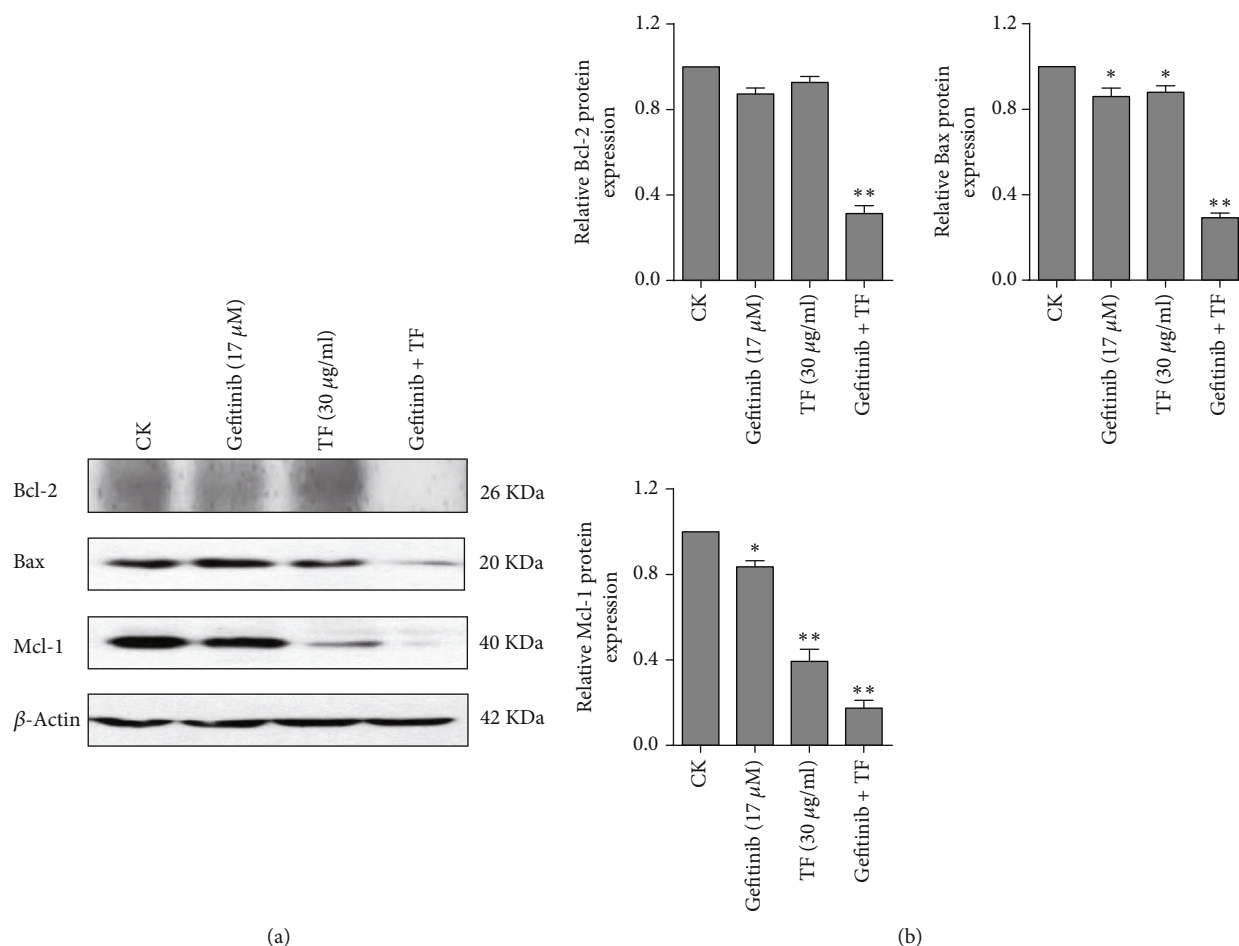 CK
Gefitinib (17 μM)
TF (30 μg/ml)
Gefitinib + TF
Bcl-2
26 KDa
Bax
20 KDa
Mcl-1
40 KDa
β-Actin
42 KDa
(a)
Relative Bcl-2 protein
expression
1.2
0.8
0.4
0.0
**
CK
Gefitinib (17 μM)
TF (30 μg/ml)
Gefitinib + TF
Relative Bax protein
expression
1.2
0.8
0.4
0.0
*
*
**
CK
Gefitinib (17 μM)
TF (30 μg/ml)
Gefitinib + TF
Relative Mcl-1 protein
expression
1.2
0.8
0.4
0.0
*
**
**
CK
Gefitinib (17 μM)
TF (30 μg/ml)
Gefitinib + TF
(b)